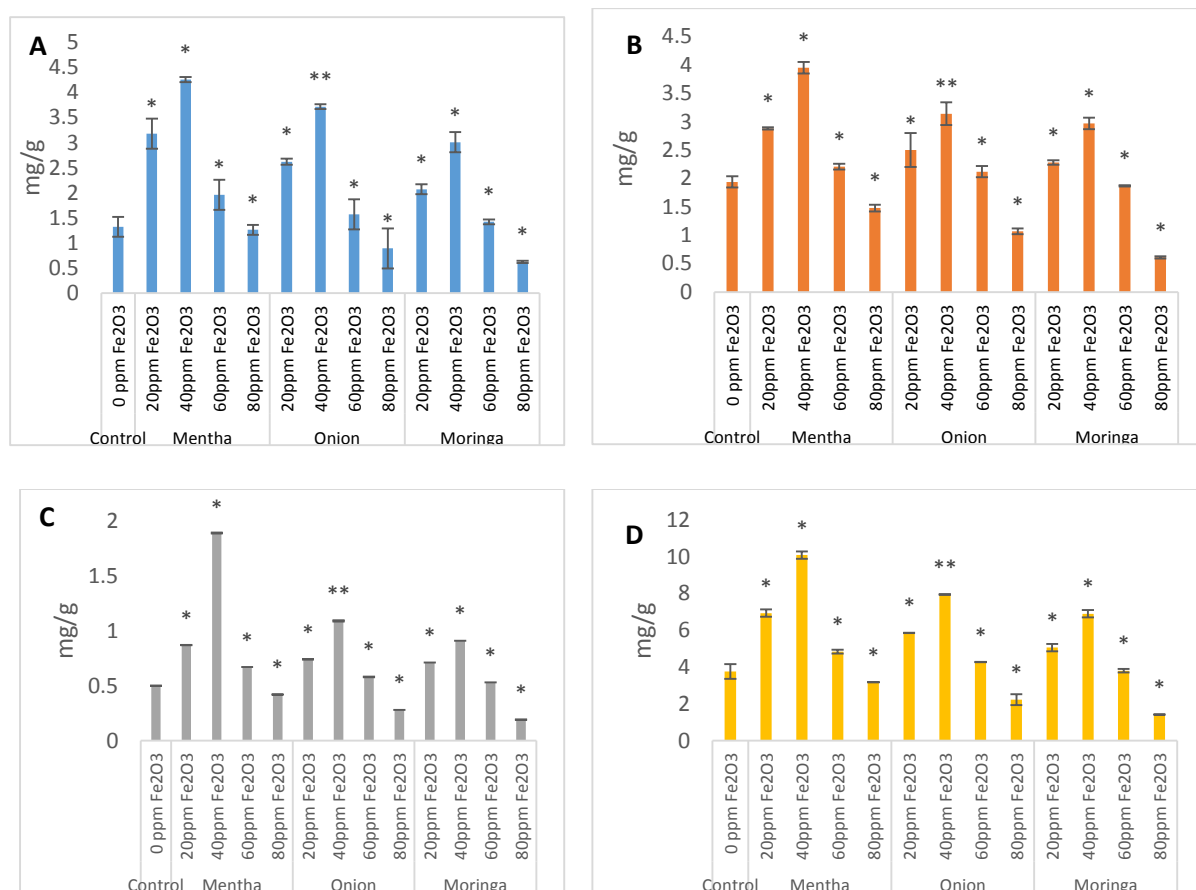 A
mg/g
5
4.5
4
3.5
3
2.5
2
1.5
1
0.5
0
* * * * * ** * * * * * *
0 ppm Fe2O3
20ppm Fe2O3
40ppm Fe2O3
60ppm Fe2O3
80ppm Fe2O3
20ppm Fe2O3
40ppm Fe2O3
60ppm Fe2O3
80ppm Fe2O3
20ppm Fe2O3
40ppm Fe2O3
60ppm Fe2O3
80ppm Fe2O3
Control Mentha Onion Moringa
B
mg/g
4.5
4
3.5
3
2.5
2
1.5
1
0.5
0
* * * * * ** * * * * * *
0 ppm Fe2O3
20ppm Fe2O3
40ppm Fe2O3
60ppm Fe2O3
80ppm Fe2O3
20ppm Fe2O3
40ppm Fe2O3
60ppm Fe2O3
80ppm Fe2O3
20ppm Fe2O3
40ppm Fe2O3
60ppm Fe2O3
80ppm Fe2O3
Control Mentha Onion Moringa
C
mg/g
2
1.5
1
0.5
0
* * * * * ** * * * * * *
0 ppm Fe2O3
20ppm Fe2O3
40ppm Fe2O3
60ppm Fe2O3
80ppm Fe2O3
20ppm Fe2O3
40ppm Fe2O3
60ppm Fe2O3
80ppm Fe2O3
20ppm Fe2O3
40ppm Fe2O3
60ppm Fe2O3
80ppm Fe2O3
Control Mentha Onion Moringa
D
mg/g
12
10
8
6
4
2
0
* * * * * ** * * * * * *
0 ppm Fe2O3
20ppm Fe2O3
40ppm Fe2O3
60ppm Fe2O3
80ppm Fe2O3
20ppm Fe2O3
40ppm Fe2O3
60ppm Fe2O3
80ppm Fe2O3
20ppm Fe2O3
40ppm Fe2O3
60ppm Fe2O3
80ppm Fe2O3
Control Mentha Onion Moringa